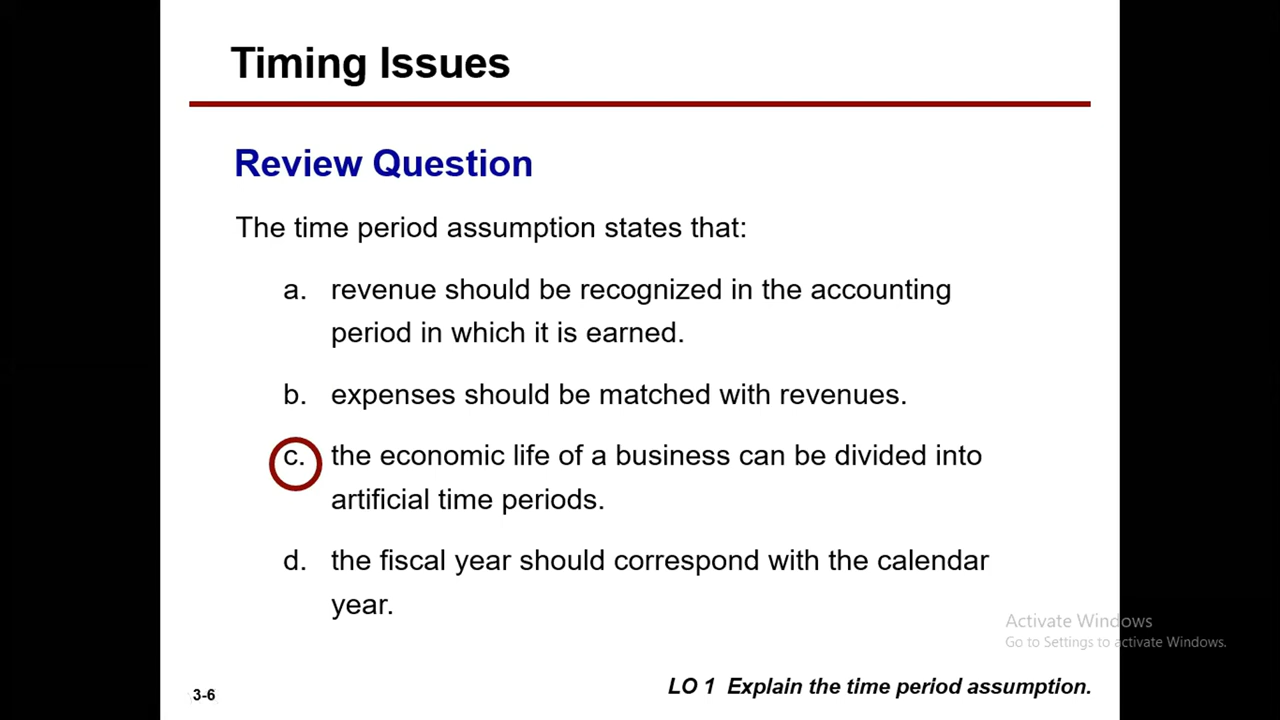 Timing Issues
Review Question
The time period assumption states that:
a. revenue should be recognized in the accounting
period in which it is earned.
b. expenses should be matched with revenues.
c. the economic life of a business can be divided into
artificial time periods.
d. the fiscal year should correspond with the calendar
year.
Activate Windows
Go to Settings to activate Windows.
3-6
LO 1 Explain the time period assumption.